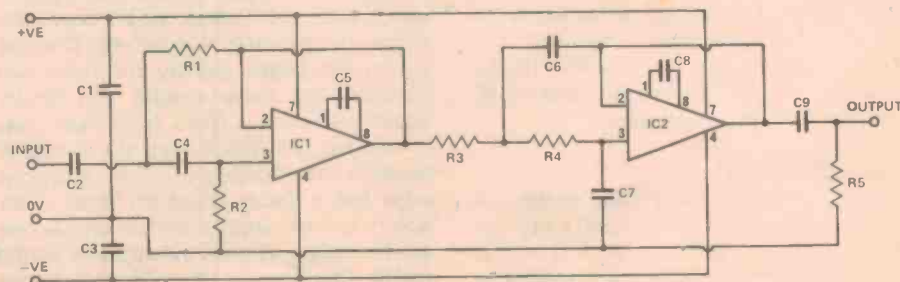 +VE
R1
C6
C8
C1
C5
1
8
7
2
IC2
C9
OUTPUT
7
1
8
2
IC1
3
4
INPUT
C4
3
R3
R4
4
C2
R2
C7
R5
0V
C3
–VE